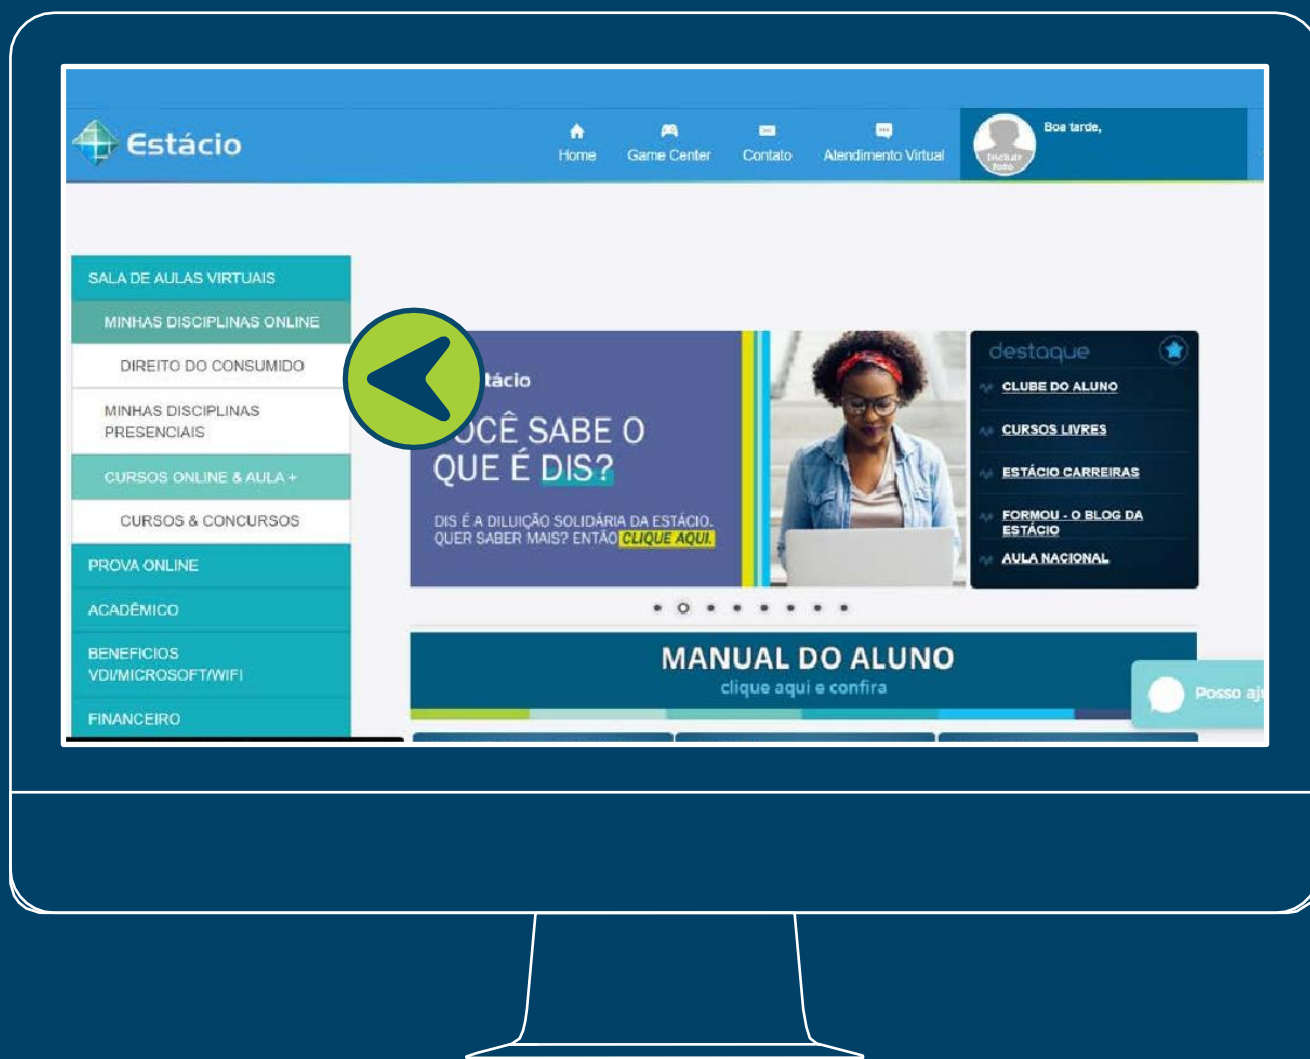 Estácio
Home
Game Center
Contato
Atendimento Virtual
Incluir
foto
Boa tarde,
SALA DE AULAS VIRTUAIS
MINHAS DISCIPLINAS ONLINE
DIREITO DO CONSUMIDO
MINHAS DISCIPLINAS
PRESENCIAIS
CURSOS ONLINE & AULA +
CURSOS & CONCURSOS
PROVA ONLINE
ACADÊMICO
BENEFICIOS
VDI/MICROSOFT/WIFI
FINANCEIRO
tácio
OCÊ SABE O
QUE É DIS?
DIS É A DILUIÇÃO SOLIDÁRIA DA ESTÁCIO.
QUER SABER MAIS? ENTÃO CLIQUE AQUI.
destaque
CLUBE DO ALUNO
CURSOS LIVRES
ESTÁCIO CARREIRAS
FORMOU - O BLOG DA
ESTÁCIO
AULA NACIONAL
MANUAL DO ALUNO
clique aqui e confira
Posso aj